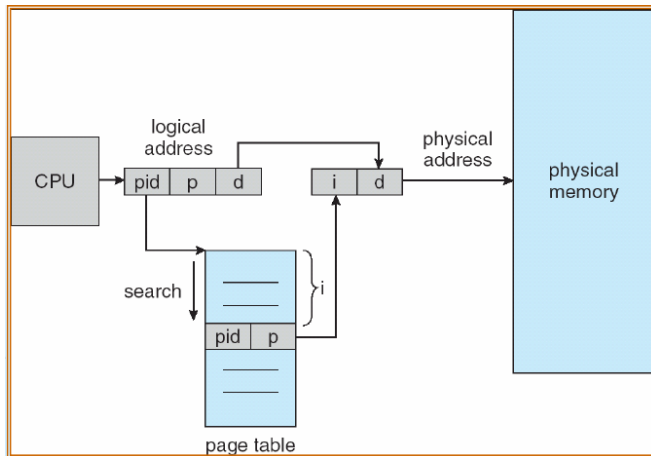 logical
address
physical
address
CPU
pid p d
i d
physical
memory
search
i
pid p
page table